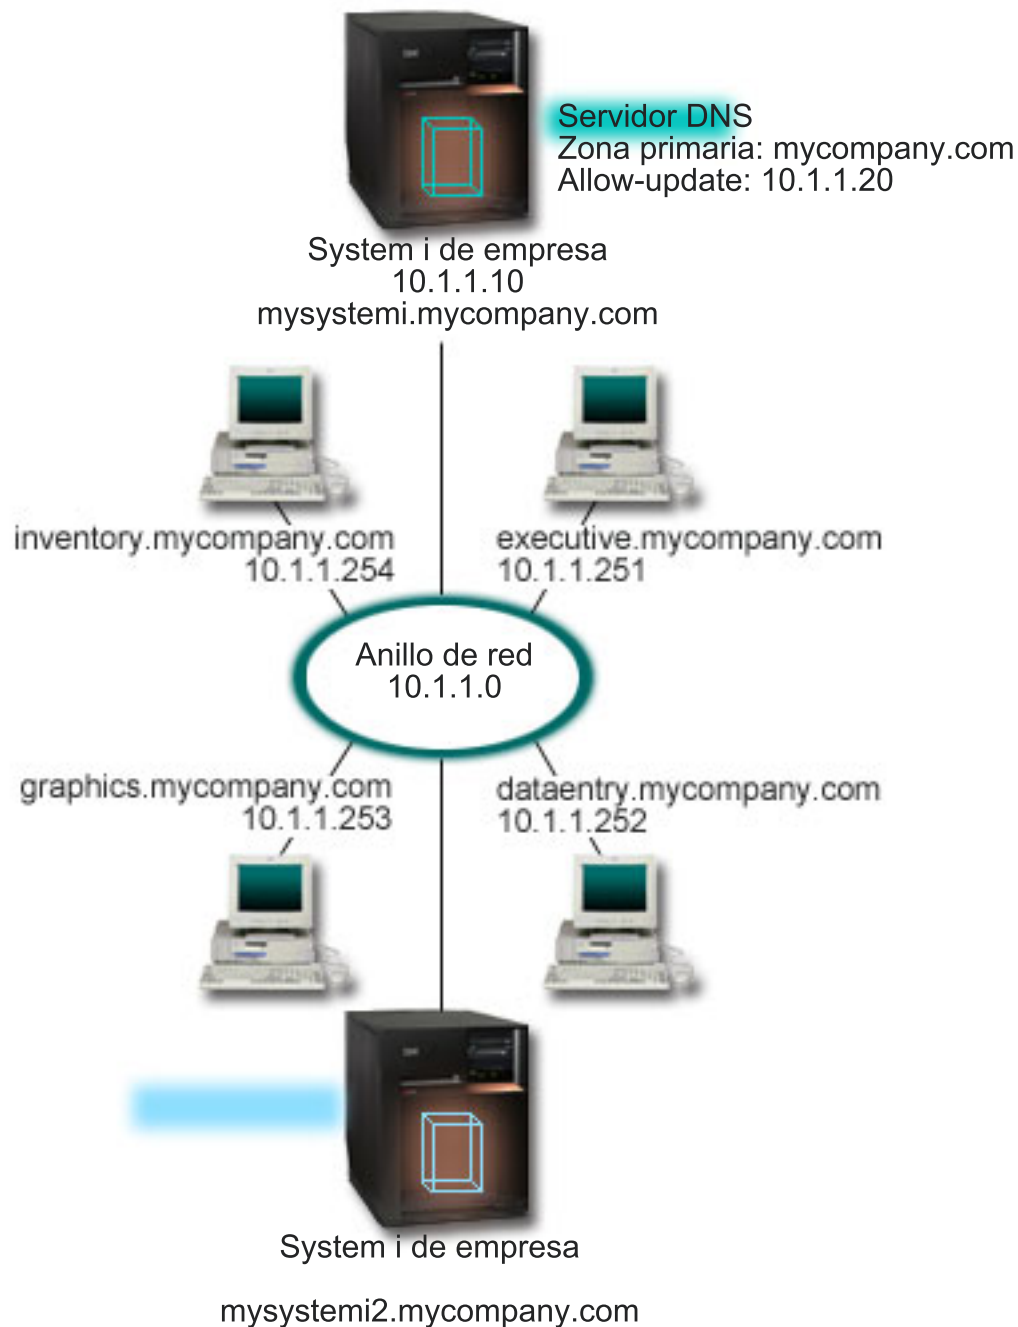 Servidor DNS
Zona primaria: mycompany.com
Allow-update: 10.1.1.20
System i de empresa
10.1.1.10
mysystemi.mycompany.com
inventory.mycompany.com
10.1.1.254
executive.mycompany.com
10.1.1.251
Anillo de red
10.1.1.0
graphics.mycompany.com
10.1.1.253
dataentry.mycompany.com
10.1.1.252
System i de empresa
mysystemi2.mycompany.com